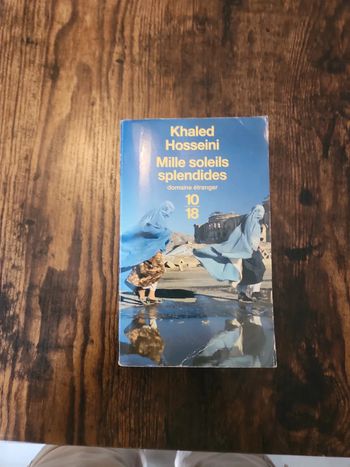 Khaled
Hosseini
Mille soleils
splendides
domaine étranger
10
18